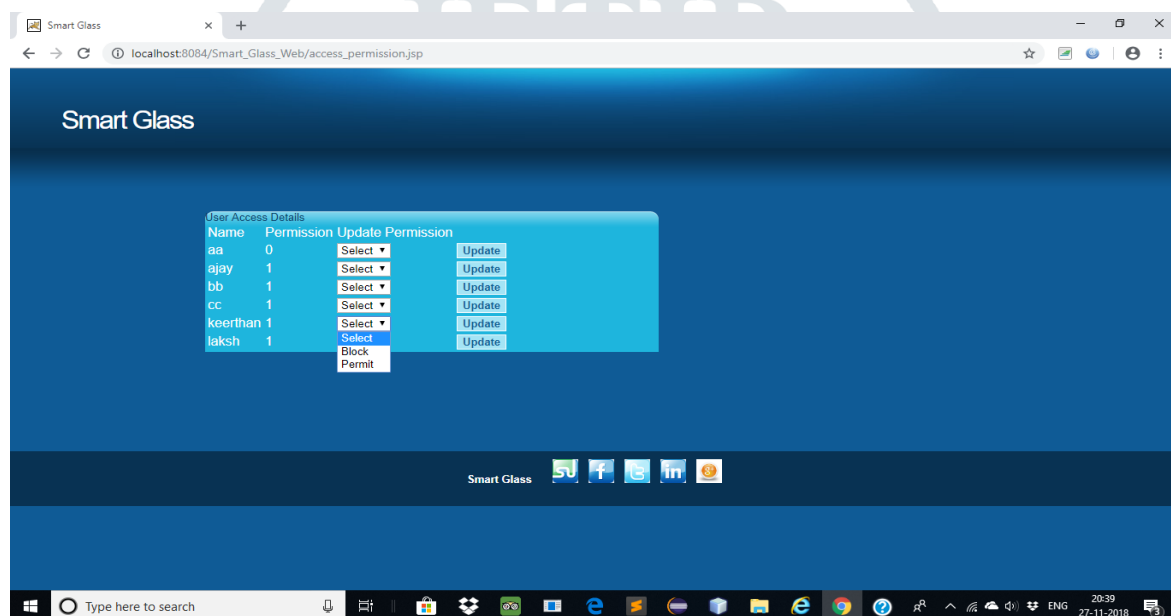 Smart Glass
localhost:8084/Smart_Glass_Web/access_permission.jsp
Smart Glass
User Access Details
Name Permission Update Permission
aa 0 Select Update
ajay 1 Select Update
bb 1 Select Update
cc 1 Select Update
keerthan 1 Select Update
laksh 1 Select Update
Block
Permit
Smart Glass
Type here to search
ENG
20:39
27-11-2018